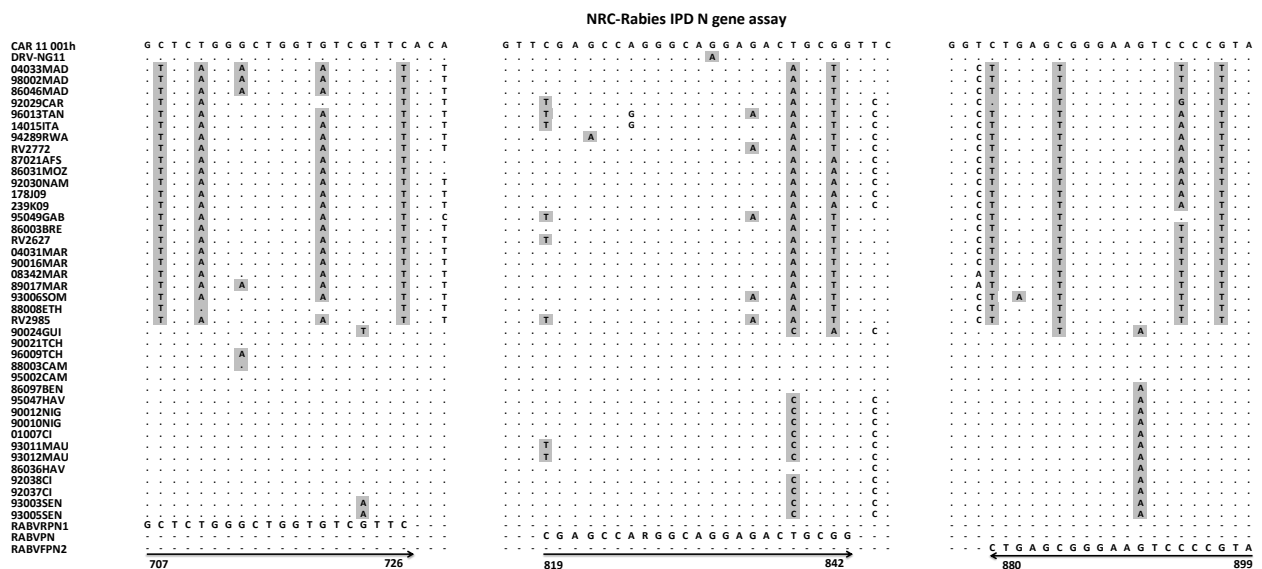 NRC-Rabies IPD N gene assay
CAR 11 001h G C T C T G G G C T G G T G T C G T T C A C A G T T C G A G C C A G G G C A G G A G A C T G C G G T T C G G T C T G A G C G G G A A G T C C C C G T A
DRV-NG11 A
04033MAD T A A A T T A T C T T T T
98002MAD T A A A T T A T C T T T T
86046MAD T A A A T T A T C T T T T
92029CAR T A T T T A T C C . T G T
96013TAN T A A T T T G A A T C C T T A T
14015ITA T A A T T T G A T C C T T A T
94289RWA T A A T T A A T C C T T A T
RV2772 T A A T T A A T C C T T A T
87021AFS T A A T . A A C C T T A T
86031MOZ T A A T . A A C C T T A T
92030NAM T A A T T A A C C T T A T
178J09 T A A T T A A C C T T A T
239K09 T A A T T A A C C T T A T
95049GAB T A A T C T A A T C T T . T
86003BRE T A A T T A T C T T T T
RV2627 T A A T T T A T C T T T T
04031MAR T A A T T A T C T T T T
90016MAR T A A T T A T C T T T T
08342MAR T A A T T A T A T T T T
89017MAR T A A A T T A T A T T T T
93006SOM T A A T T A A T C T A T T T
88008ETH T . . T T A T C T T T T
RV2985 T A A T T T A A T C T T T T
90024GUI T C A C T A
90021TCH
96009TCH A
88003CAM .
95002CAM
86097BEN A
95047HAV C C A
90012NIG C C A
90010NIG C C A
01007CI C C A
93011MAU T C C A
93012MAU T C C A
86036HAV C A
92038CI C C A
92037CI C C A
93003SEN A C C A
93005SEN A C C A
RABVRPN1 G C T C T G G G C T G G T G T C G T T C - - -
RABVPN C G A G C C A R G G C A G G A G A C T G C G G
RABVFPN2 C T G A G C G G G A A G T C C C C G T A
707 726 819 842 880 899